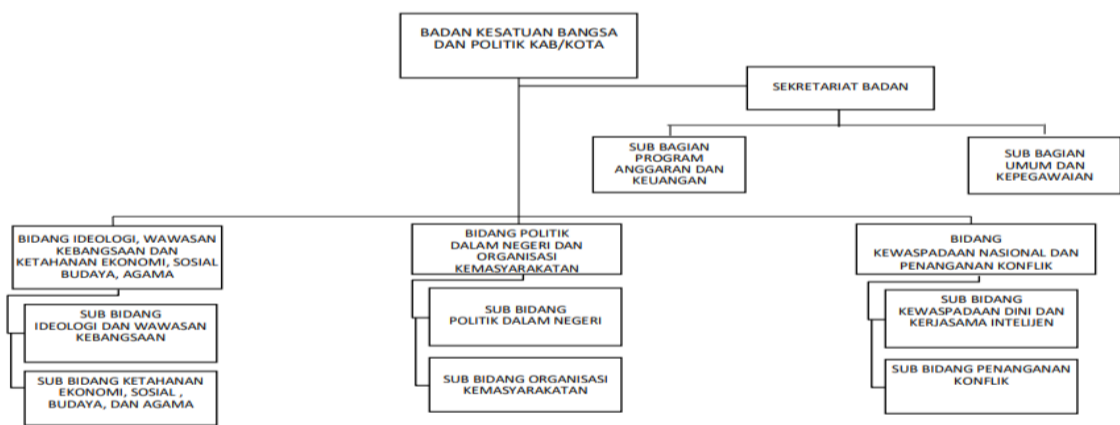 BADAN KESATUAN BANGSA
DAN POLITIK KAB/KOTA
SEKRETARIAT BADAN
SUB BAGIAN
PROGRAM
ANGGARAN DAN
KEUANGAN
SUB BAGIAN
UMUM DAN
KEPEGAWAIAN
BIDANG IDEOLOGI, WAWASAN
KEBANGSAAN DAN
KETAHANAN EKONOMI, SOSIAL
BUDAYA, AGAMA
BIDANG POLITIK
DALAM NEGERI DAN
ORGANISASI
KEMASYARAKATAN
BIDANG
KEWASPADAAN NASIONAL DAN
PENANGANAN KONFLIK
SUB BIDANG
IDEOLOGI DAN WAWASAN
KEBANGSAAN
SUB BIDANG
POLITIK DALAM NEGERI
SUB BIDANG
KEWASPADAAN DINI DAN
KERJASAMA INTELIJEN
SUB BIDANG KETAHANAN
EKONOMI, SOSIAL ,
BUDAYA, DAN AGAMA
SUB BIDANG ORGANISASI
KEMASYARAKATAN
SUB BIDANG PENANGANAN
KONFLIK